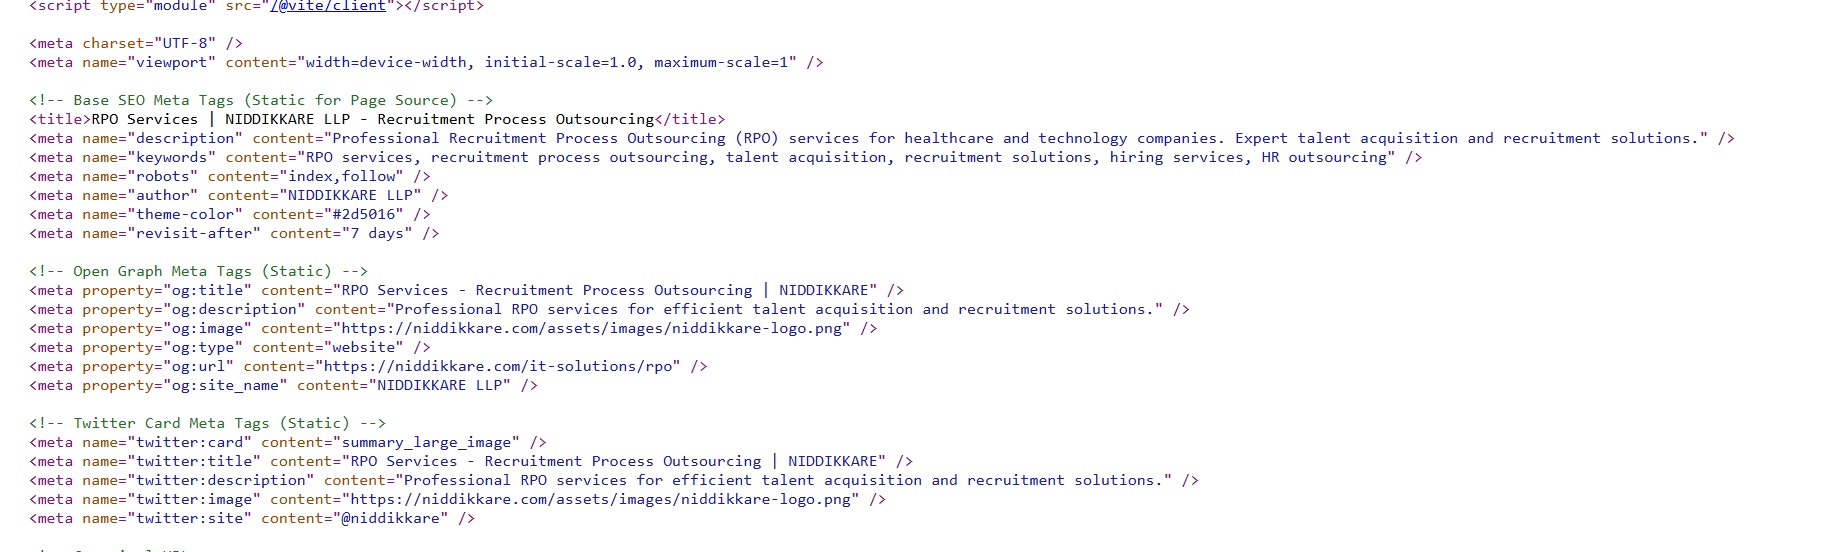 <script type="module" src="/@vite/client"></script>
<meta charset="UTF-8" />
<meta name="viewport" content="width=device-width, initial-scale=1.0, maximum-scale=1" />
<!-- Base SEO Meta Tags (Static for Page Source) -->
<title>RPO Services | NIDDIKKARE LLP - Recruitment Process Outsourcing</title>
<meta name="description" content="Professional Recruitment Process Outsourcing (RPO) services for healthcare and technology companies. Expert talent acquisition and recruitment solutions." />
<meta name="keywords" content="RPO services, recruitment process outsourcing, talent acquisition, recruitment solutions, hiring services, HR outsourcing" />
<meta name="robots" content="index,follow" />
<meta name="author" content="NIDDIKKARE LLP" />
<meta name="theme-color" content="#2d5016" />
<meta name="revisit-after" content="7 days" />
<!-- Open Graph Meta Tags (Static) -->
<meta property="og:title" content="RPO Services - Recruitment Process Outsourcing | NIDDIKKARE" />
<meta property="og:description" content="Professional RPO services for efficient talent acquisition and recruitment solutions." />
<meta property="og:image" content="https://niddikkare.com/assets/images/niddikkare-logo.png" />
<meta property="og:type" content="website" />
<meta property="og:url" content="https://niddikkare.com/it-solutions/rpo" />
<meta property="og:site_name" content="NIDDIKKARE LLP" />
<!-- Twitter Card Meta Tags (Static) -->
<meta name="twitter:card" content="summary_large_image" />
<meta name="twitter:title" content="RPO Services - Recruitment Process Outsourcing | NIDDIKKARE" />
<meta name="twitter:description" content="Professional RPO services for efficient talent acquisition and recruitment solutions." />
<meta name="twitter:image" content="https://niddikkare.com/assets/images/niddikkare-logo.png" />
<meta name="twitter:site" content="@niddikkare" />